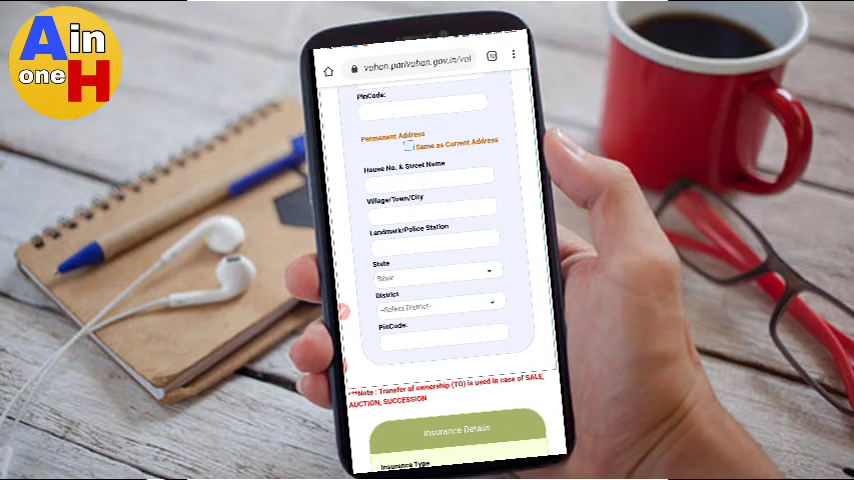 A in
one H
vahan.parivahan.gov.in/vah
PinCode:
Permanent Address
Same as Current Address
House No. & Street Name
Village/Town/City
Landmark/Police Station
State
Bihar
District
--Select District--
PinCode:
***Note : Transfer of ownership (TO) is used in case of SALE,
AUCTION, SUCCESSION
Insurance Details
Insurance Type